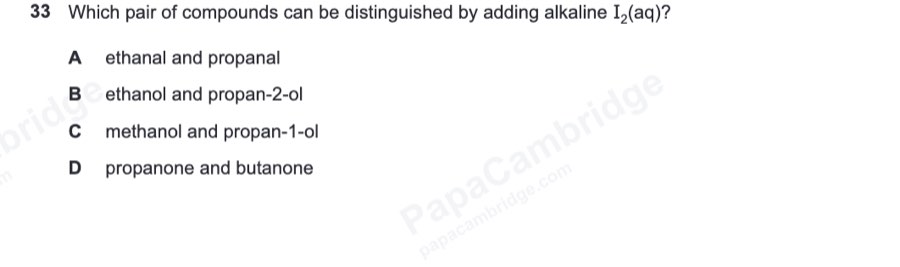 33 Which pair of compounds can be distinguished by adding alkaline I₂(aq)?
A ethanal and propanal
B ethanol and propan-2-ol
C methanol and propan-1-ol
D propanone and butanone
bridge
m
PapaCambridge
papacambridge.com